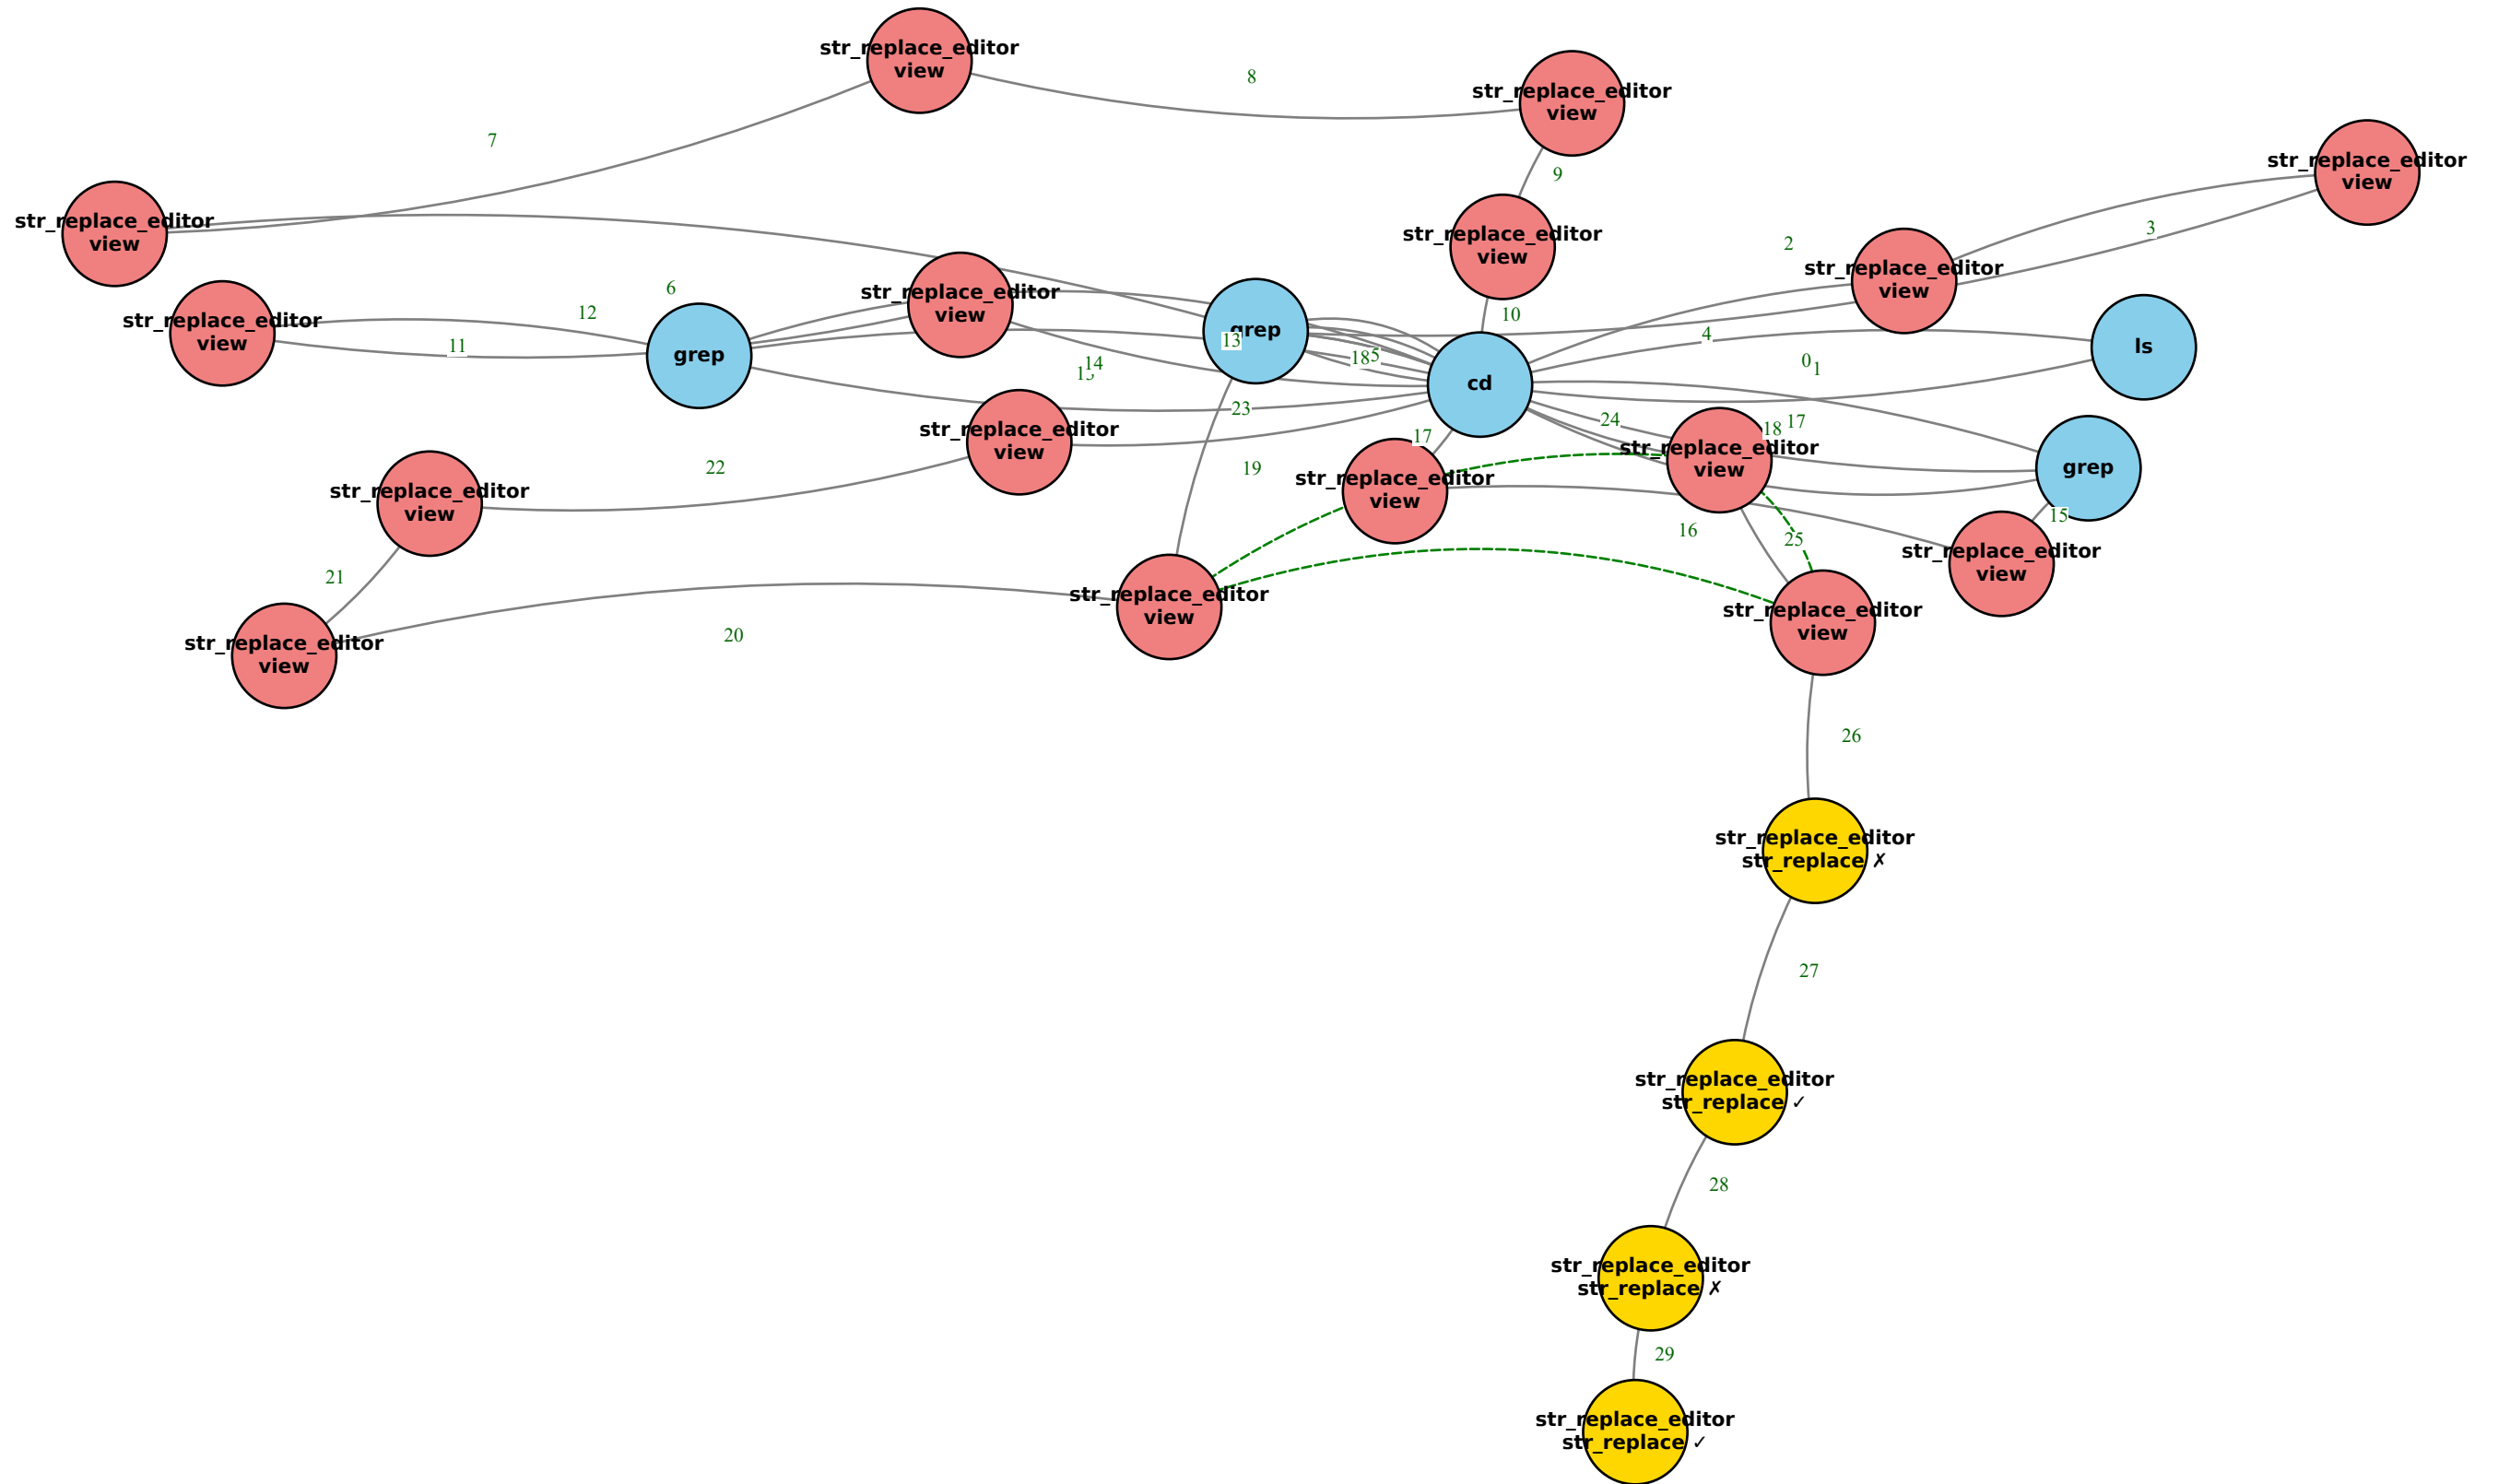 str_replace_editor
view
8
str_replace_editor
view
7
str_replace_editor
view
9
3
str_replace_editor
view
str_replace_editor
view
2
str_replace_editor
view
str_replace_editor
view
6
12
str_replace_editor
view
10
str_replace_editor
view
grep
13
4
ls
11
grep
14
18
5
0
1
cd
23
24
17
18
17
str_replace_editor
view
str_replace_editor
view
grep
22
19
str_replace_editor
view
str_replace_editor
view
15
16
25
str_replace_editor
view
21
str_replace_editor
view
str_replace_editor
view
20
str_replace_editor
view
26
str_replace_editor
str_replace ✗
27
str_replace_editor
str_replace ✓
28
str_replace_editor
str_replace ✗
29
str_replace_editor
str_replace ✓